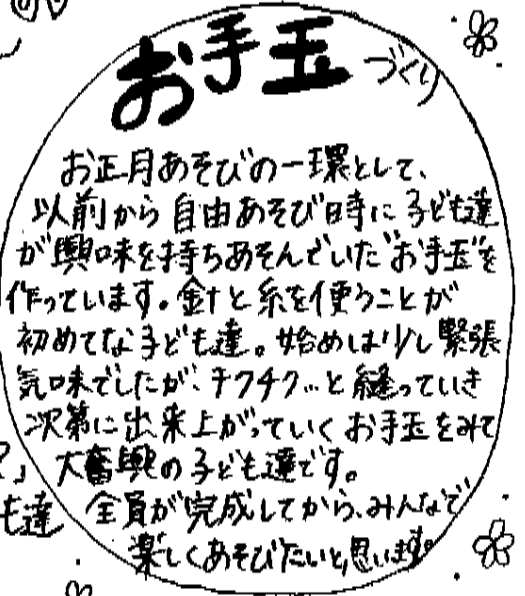 お手玉づくり
お正月あそびの一環として、
以前から自由あそび時に子ども達
が興味を持ちあそんでいた"お手玉"を
作っています。針と糸を使うことが
初めてな子ども達。始めは少し緊張
気味でしたが、チクチク…と縫っていき
次第に出来上がっていくお手玉をみて
大奮興の子ども達です。
全員が完成してから、みんなで
楽しくあそびたいと思います。
?」
も達